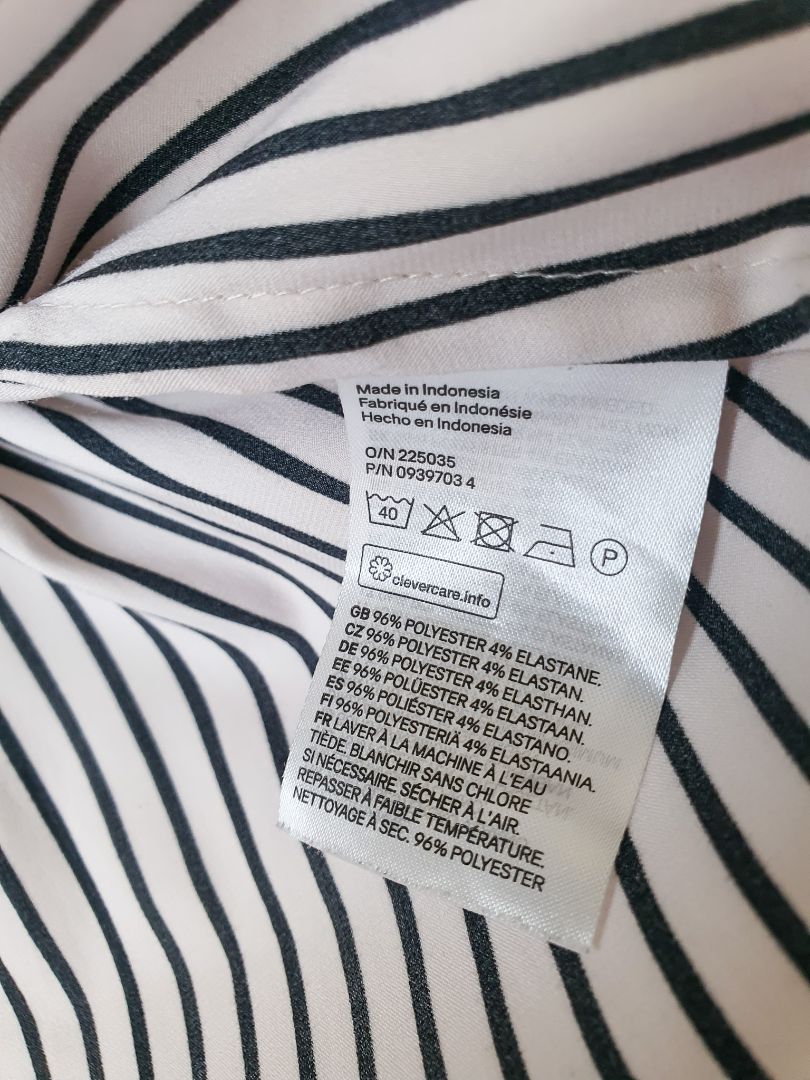 Made in Indonesia
Fabriqué en Indonésie
Hecho en Indonesia
O/N 225035
P/N 0939703 4
40
P
clevercare.info
GB 96% POLYESTER 4% ELASTANE.
CZ 96% POLYESTER 4% ELASTAN.
DE 96% POLYESTER 4% ELASTHAN.
EE 96% POLÜESTER 4% ELASTAAN.
ES 96% POLIÉSTER 4% ELASTANO.
FI 96% POLYESTERIÄ 4% ELASTAANIA.
FR LAVER À LA MACHINE À L'EAU
TIÈDE. BLANCHIR SANS CHLORE
SI NÉCESSAIRE. SÉCHER À L'AIR.
REPASSER À FAIBLE TEMPÉRATURE.
NETTOYAGE À SEC. 96% POLYESTER